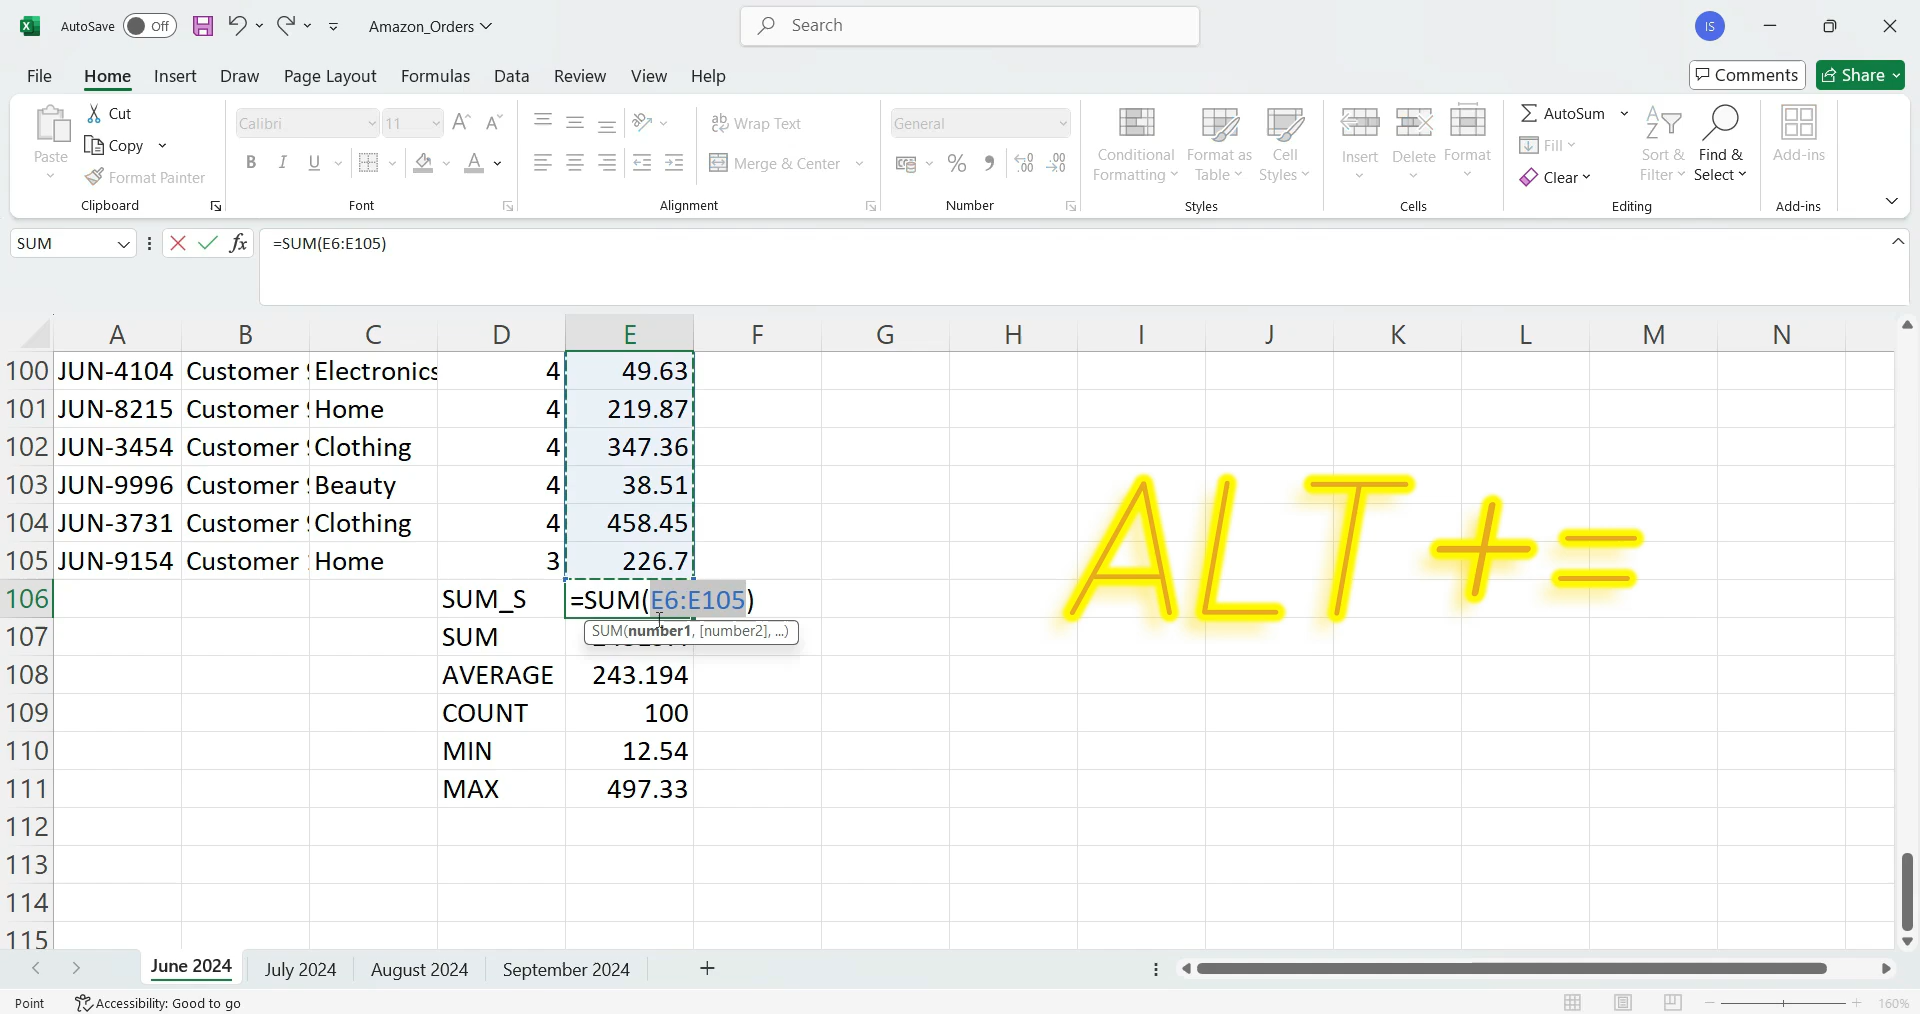 AutoSave Off Amazon_Orders Search IS
File Home Insert Draw Page Layout Formulas Data Review View Help Comments Share
Paste Cut Copy Format Painter Clipboard
Calibri 11 B I U A Font
ab Wrap Text Merge & Center Alignment
General % .00 Number
Conditional Formatting Format as Table Cell Styles Styles
Insert Delete Format Cells
AutoSum Fill Clear Sort & Filter Find & Select Editing
Add-ins Add-ins
SUM fx =SUM(E6:E105)
A B C D E F G H I J K L M N
100 JUN-4104 Customer Electronics 4 49.63
101 JUN-8215 Customer Home 4 219.87
102 JUN-3454 Customer Clothing 4 347.36
103 JUN-9996 Customer Beauty 4 38.51
104 JUN-3731 Customer Clothing 4 458.45
105 JUN-9154 Customer Home 3 226.7
ALT+=
106 SUM_S =SUM(E6:E105)
SUM(number1, [number2], ...)
107 SUM
108 AVERAGE 243.194
109 COUNT 100
110 MIN 12.54
111 MAX 497.33
112
113
114
115
June 2024 July 2024 August 2024 September 2024 +
Point Accessibility: Good to go 160%